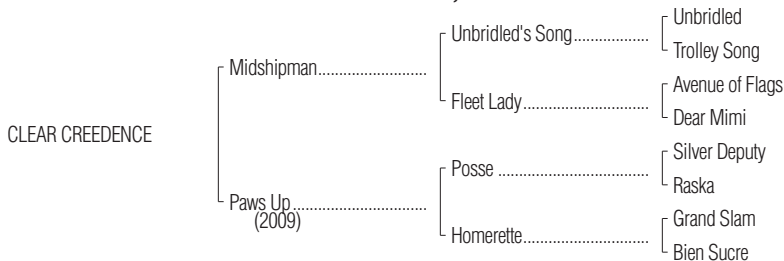 Unbridled
Unbridled's Song.................
Trolley Song
Midshipman.........................
Avenue of Flags
Fleet Lady........................
Dear Mimi
CLEAR CREEDENCE
Silver Deputy
Posse ............................
Raska
Paws Up...............................
(2009)
Grand Slam
Homerette.......................
Bien Sucre